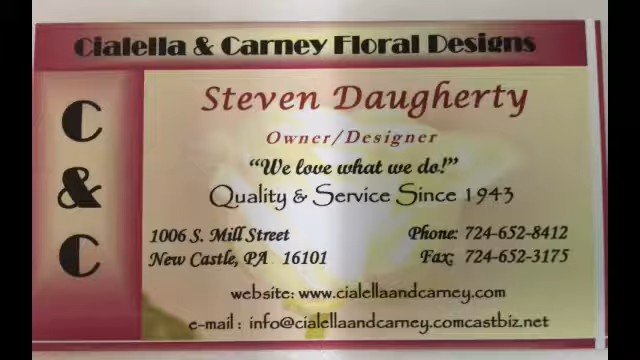 Cialella & Carney Floral Designs
C
&
C
Steven Daugherty
Owner/Designer
“We love what we do!”
Quality & Service Since 1943
1006 S. Mill Street
New Castle, PA 16101
Phone: 724-652-8412
Fax: 724-652-3175
website: www.cialellaandcarney.com
e-mail : info@cialellaandcarney.comcastbiz.net